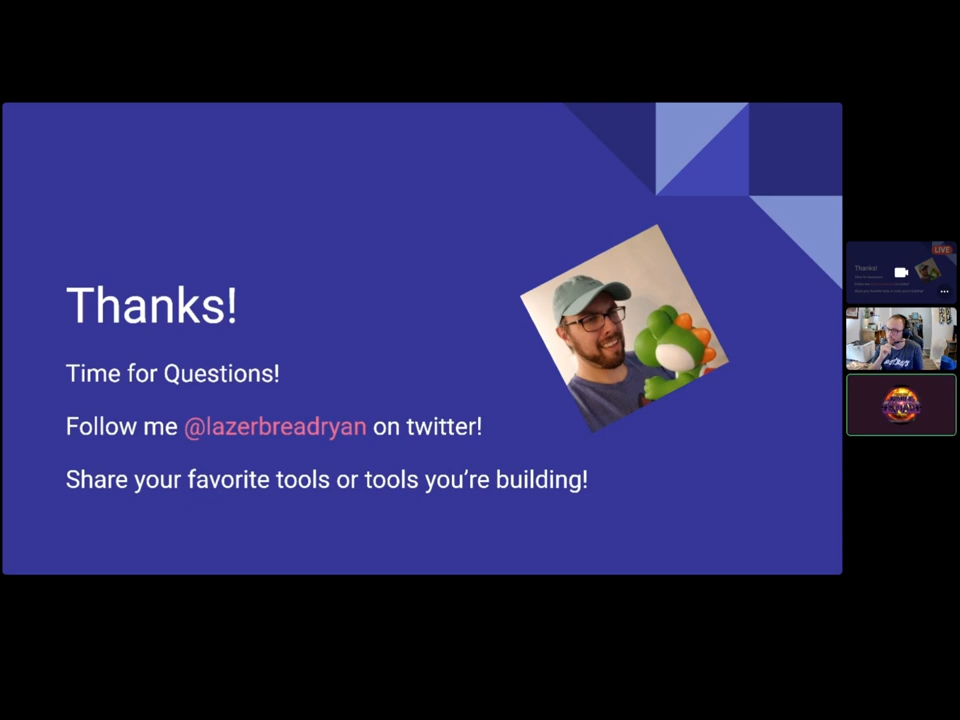 Thanks!
Time for Questions!
Follow me @lazerbreadryan on twitter!
Share your favorite tools or tools you're building!
LIVE
Thanks!